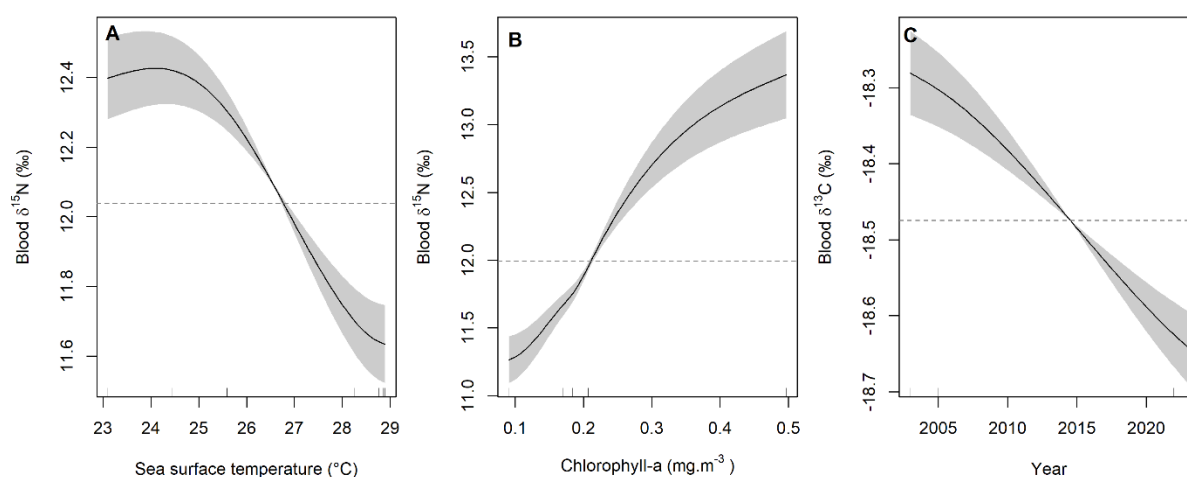 A
Blood δ¹⁵N (‰)
11.6 11.8 12.0 12.2 12.4
23 24 25 26 27 28 29
Sea surface temperature (°C)
B
Blood δ¹⁵N (‰)
11.0 11.5 12.0 12.5 13.0 13.5
0.1 0.2 0.3 0.4 0.5
Chlorophyll-a (mg.m⁻³)
C
Blood δ¹³C (‰)
-18.7 -18.6 -18.5 -18.4 -18.3
2005 2010 2015 2020
Year